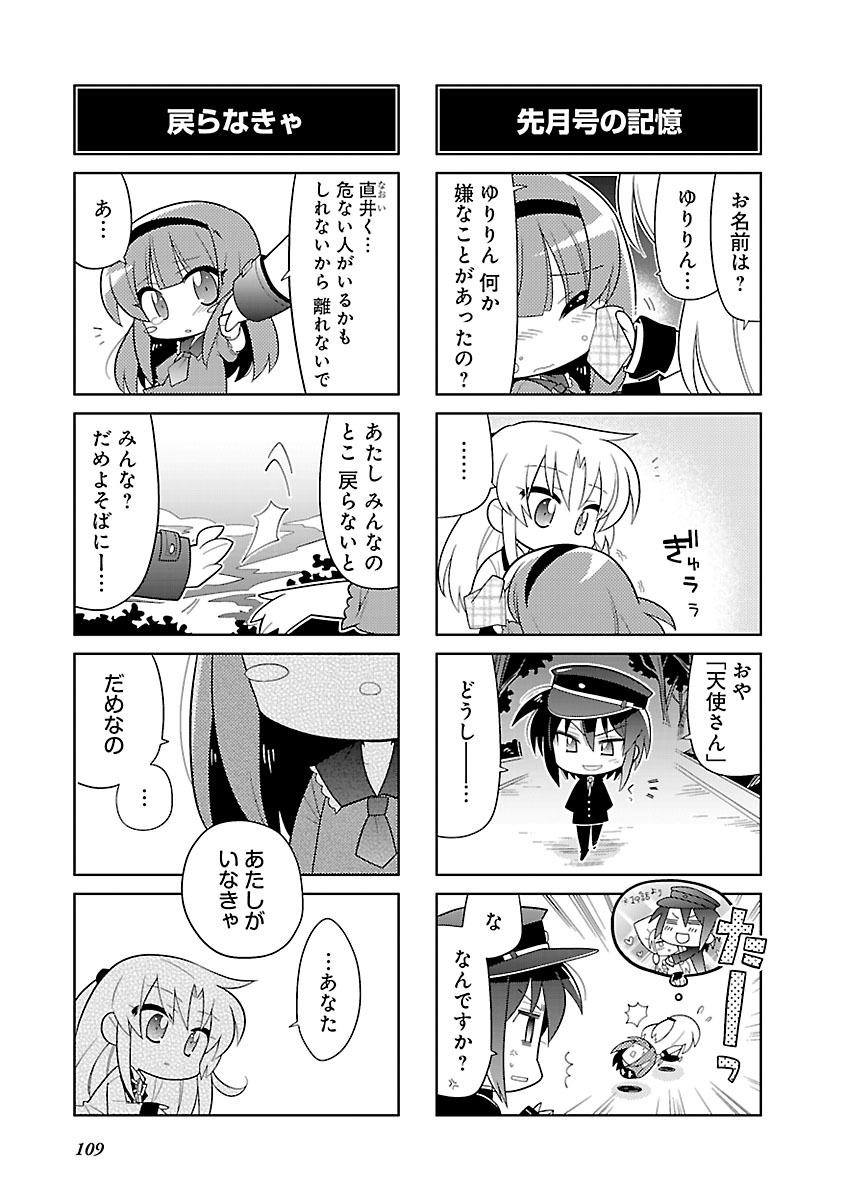 先月号の記憶
お名前は？
ゆりりん…
ゆりりん 何か
嫌なことがあったの？
……
ぎゅうぅ
おや
「天使さん」
どうし――…
だーっ
な
なんですか？
戻らなきゃ
直井く…
なおい
危ない人がいるかも
しれないから 離れないで
あ…
あたし みんなの
とこ 戻らないと
みんな？
だめよそばに―…
だめなの
…
あたしが
いなきゃ
…あなた
109